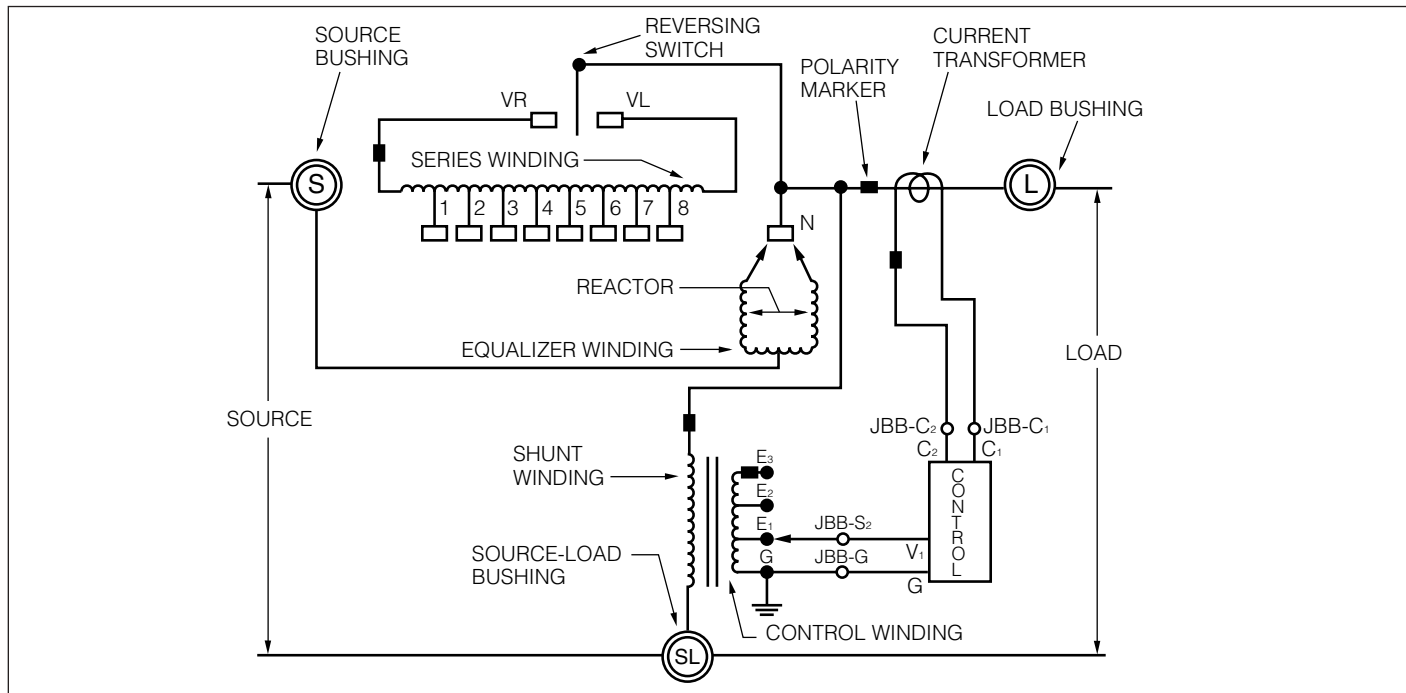 SOURCE
BUSHING
REVERSING
SWITCH
POLARITY
MARKER
CURRENT
TRANSFORMER
LOAD BUSHING
VR
VL
SERIES WINDING
S
L
1 2 3 4 5 6 7 8
N
REACTOR
EQUALIZER WINDING
LOAD
SOURCE
JBB-C₂
JBB-C₁
C₂
C₁
SHUNT
WINDING
E₃
E₂
E₁
G
JBB-S₂
JBB-G
V₁
G
CONTROL
SOURCE-LOAD
BUSHING
CONTROL WINDING
SL